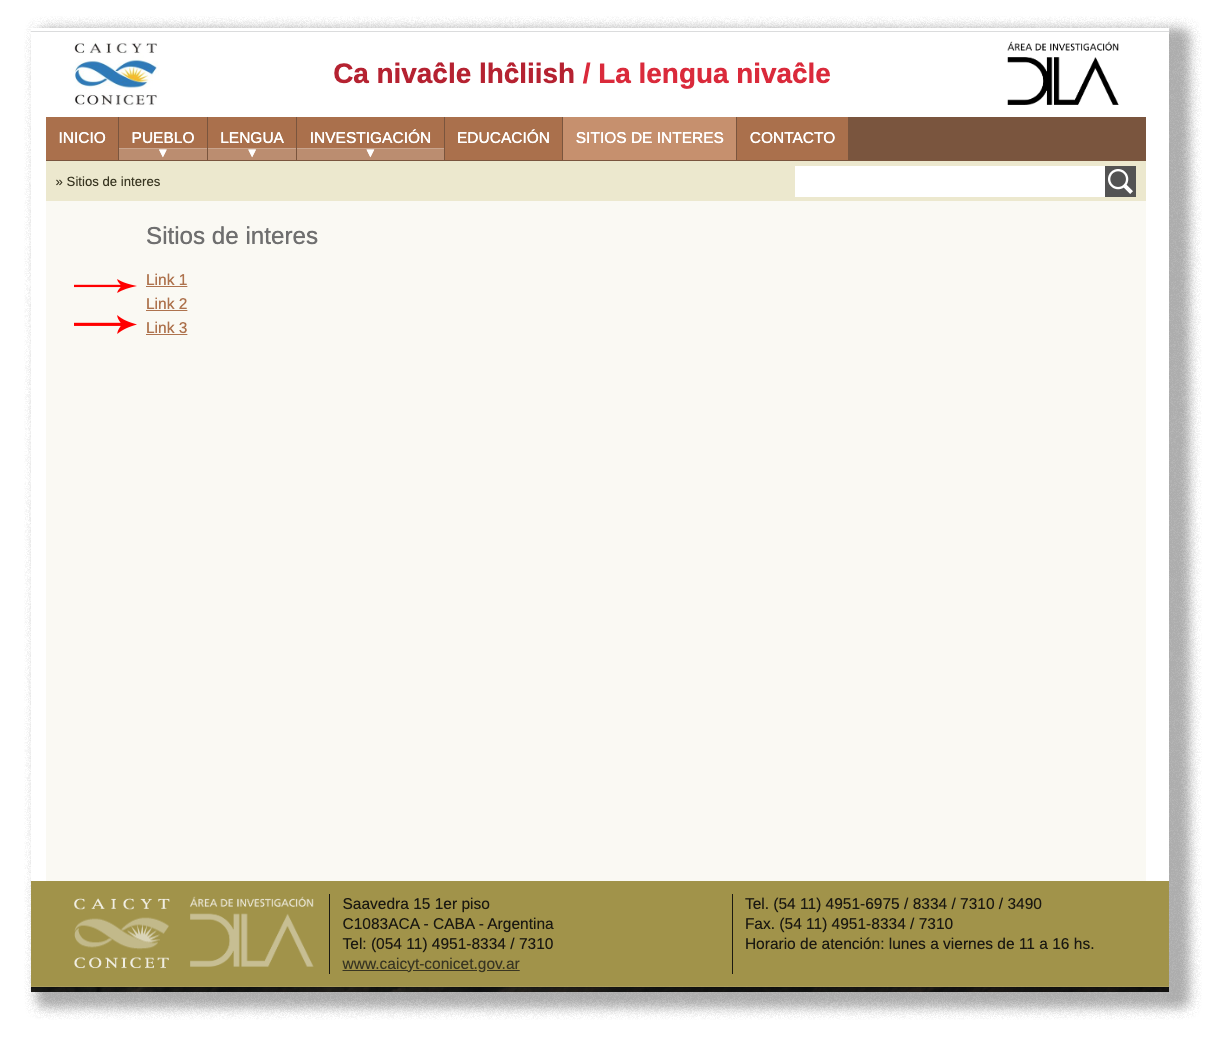 CAICYT
CONICET
Ca nivaĉle lhĉliish / La lengua nivaĉle
ÁREA DE INVESTIGACIÓN
DILA
INICIO PUEBLO LENGUA INVESTIGACIÓN EDUCACIÓN SITIOS DE INTERES CONTACTO
» Sitios de interes
Sitios de interes
Link 1
Link 2
Link 3
CAICYT
CONICET
ÁREA DE INVESTIGACIÓN
DILA
Saavedra 15 1er piso
C1083ACA - CABA - Argentina
Tel: (054 11) 4951-8334 / 7310
www.caicyt-conicet.gov.ar
Tel. (54 11) 4951-6975 / 8334 / 7310 / 3490
Fax. (54 11) 4951-8334 / 7310
Horario de atención: lunes a viernes de 11 a 16 hs.